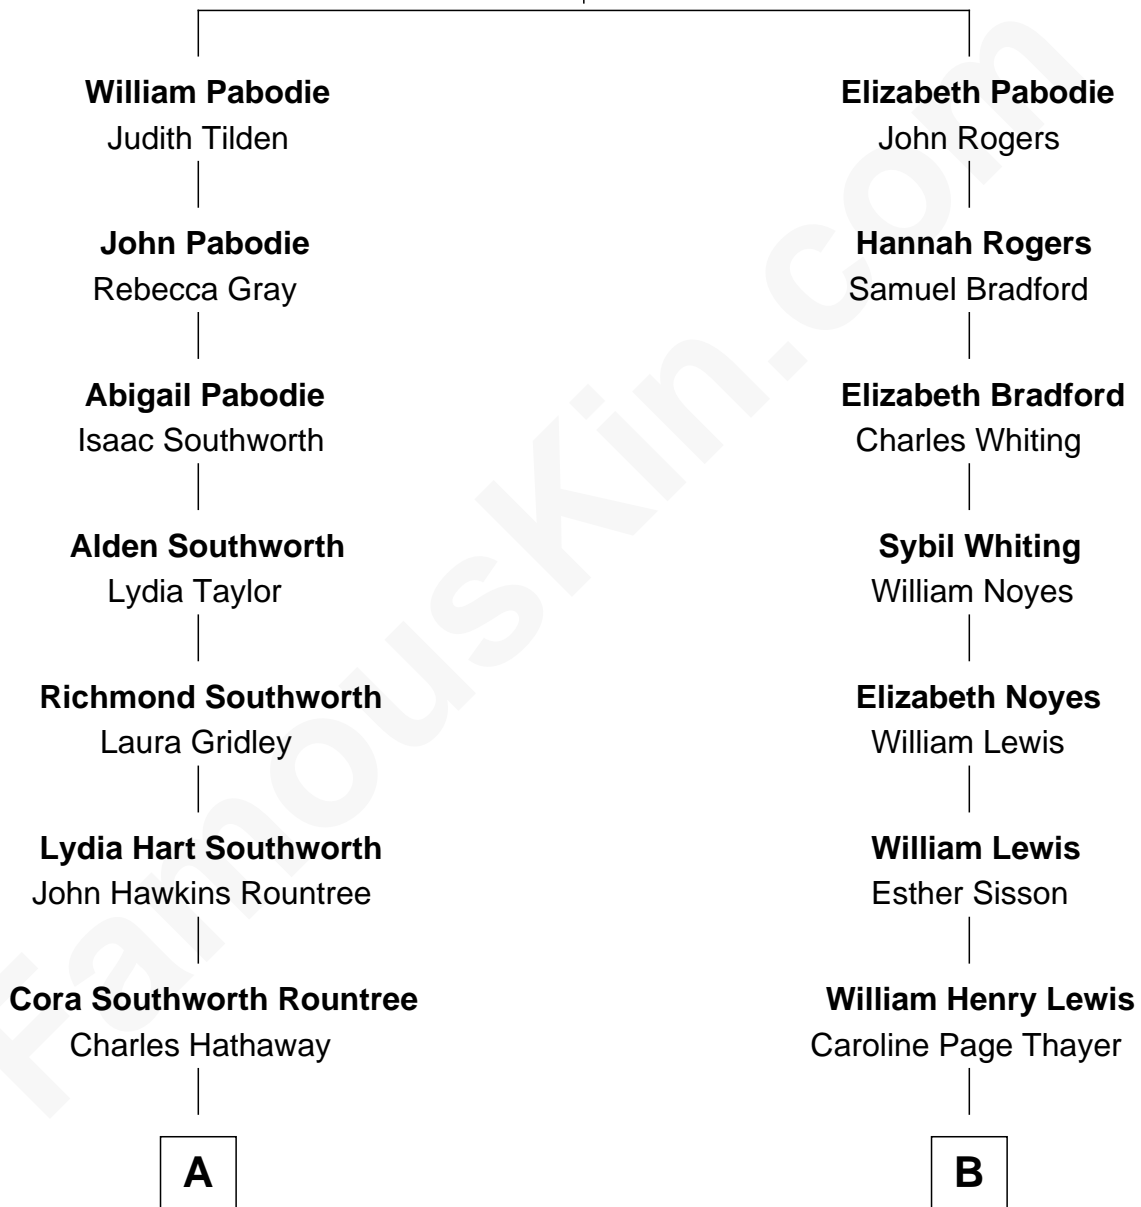 William Pabodie
Judith Tilden
John Pabodie
Rebecca Gray
Abigail Pabodie
Isaac Southworth
Alden Southworth
Lydia Taylor
Richmond Southworth
Laura Gridley
Lydia Hart Southworth
John Hawkins Rountree
Cora Southworth Rountree
Charles Hathaway
A
Elizabeth Pabodie
John Rogers
Hannah Rogers
Samuel Bradford
Elizabeth Bradford
Charles Whiting
Sybil Whiting
William Noyes
Elizabeth Noyes
William Lewis
William Lewis
Esther Sisson
William Henry Lewis
Caroline Page Thayer
B
FamousKin.com